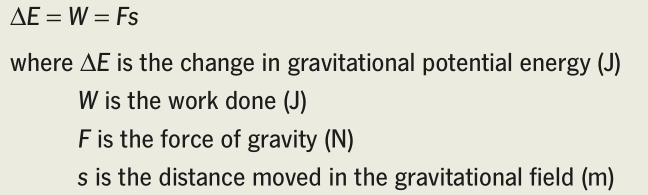 ΔE = W = Fs
where ΔE is the change in gravitational potential energy (J)
W is the work done (J)
F is the force of gravity (N)
s is the distance moved in the gravitational field (m)